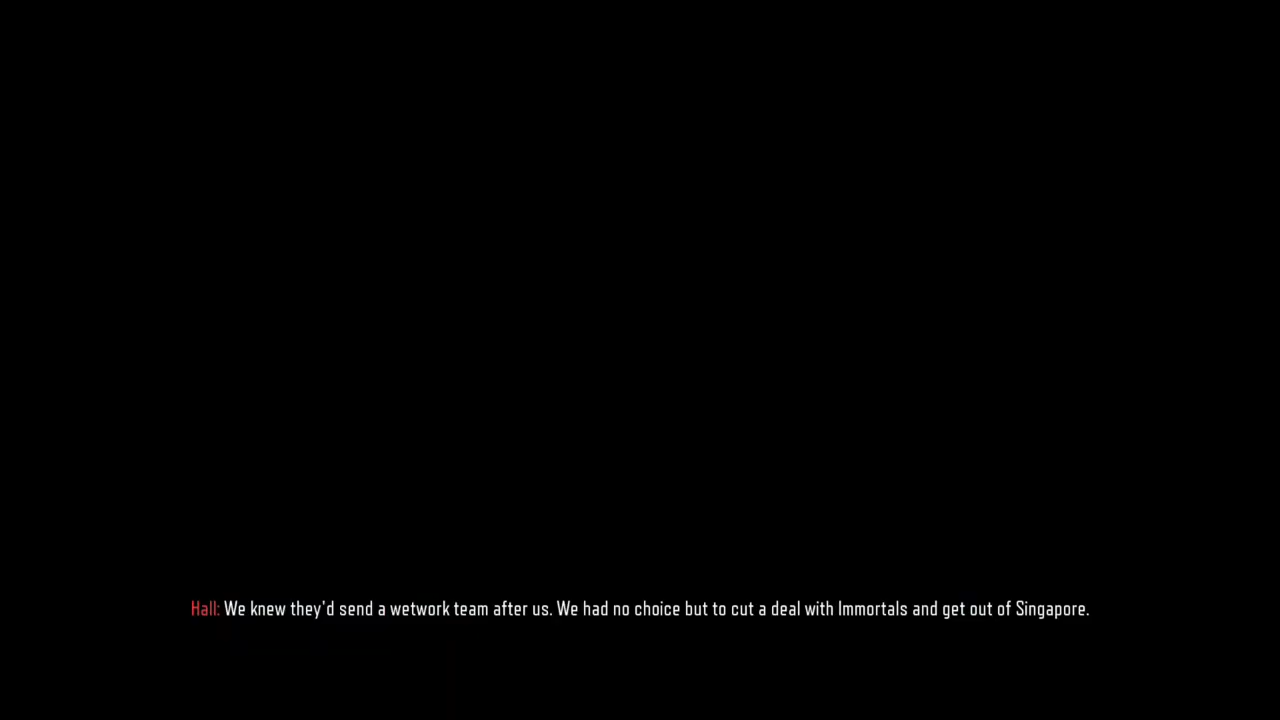 Hall: We knew they'd send a wetwork team after us. We had no choice but to cut a deal with Immortals and get out of Singapore.